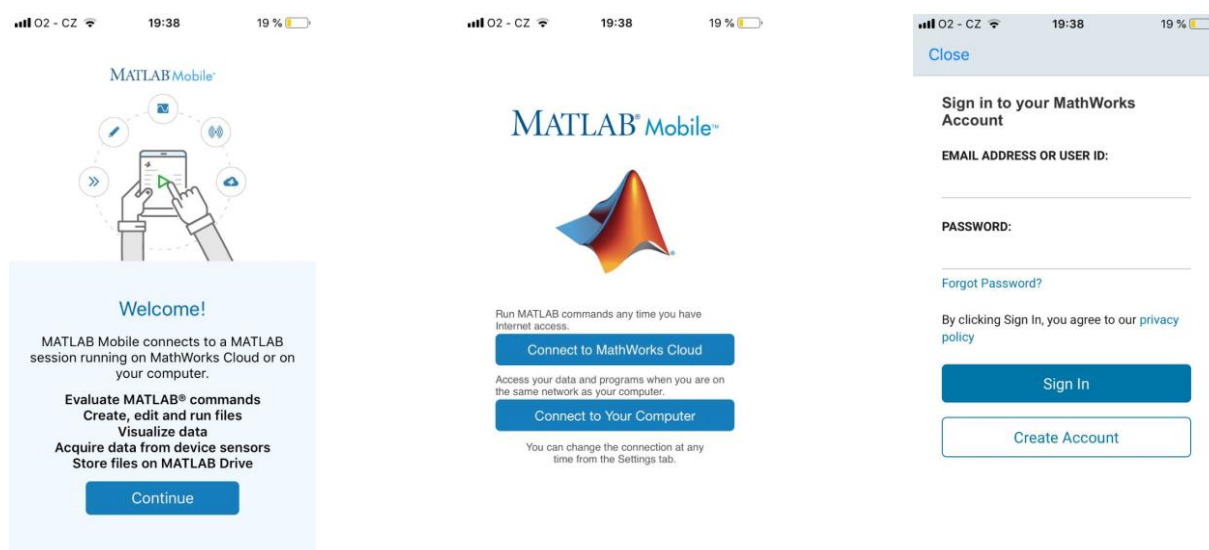 O2 - CZ 19:38 19 %
MATLAB Mobile™
Welcome!
MATLAB Mobile connects to a MATLAB
session running on MathWorks Cloud or on
your computer.
Evaluate MATLAB® commands
Create, edit and run files
Visualize data
Acquire data from device sensors
Store files on MATLAB Drive
Continue
O2 - CZ 19:38 19 %
MATLAB® Mobile™
Run MATLAB commands any time you have
Internet access.
Connect to MathWorks Cloud
Access your data and programs when you are on
the same network as your computer.
Connect to Your Computer
You can change the connection at any
time from the Settings tab.
O2 - CZ 19:38 19 %
Close
Sign in to your MathWorks
Account
EMAIL ADDRESS OR USER ID:
PASSWORD:
Forgot Password?
By clicking Sign In, you agree to our privacy
policy
Sign In
Create Account